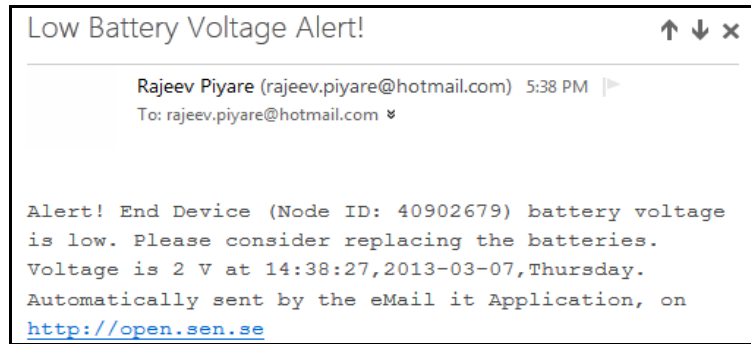 Low Battery Voltage Alert!
Rajeev Piyare (rajeev.piyare@hotmail.com) 5:38 PM
To: rajeev.piyare@hotmail.com
Alert! End Device (Node ID: 40902679) battery voltage
is low. Please consider replacing the batteries.
Voltage is 2 V at 14:38:27,2013-03-07,Thursday.
Automatically sent by the eMail it Application, on
http://open.sen.se